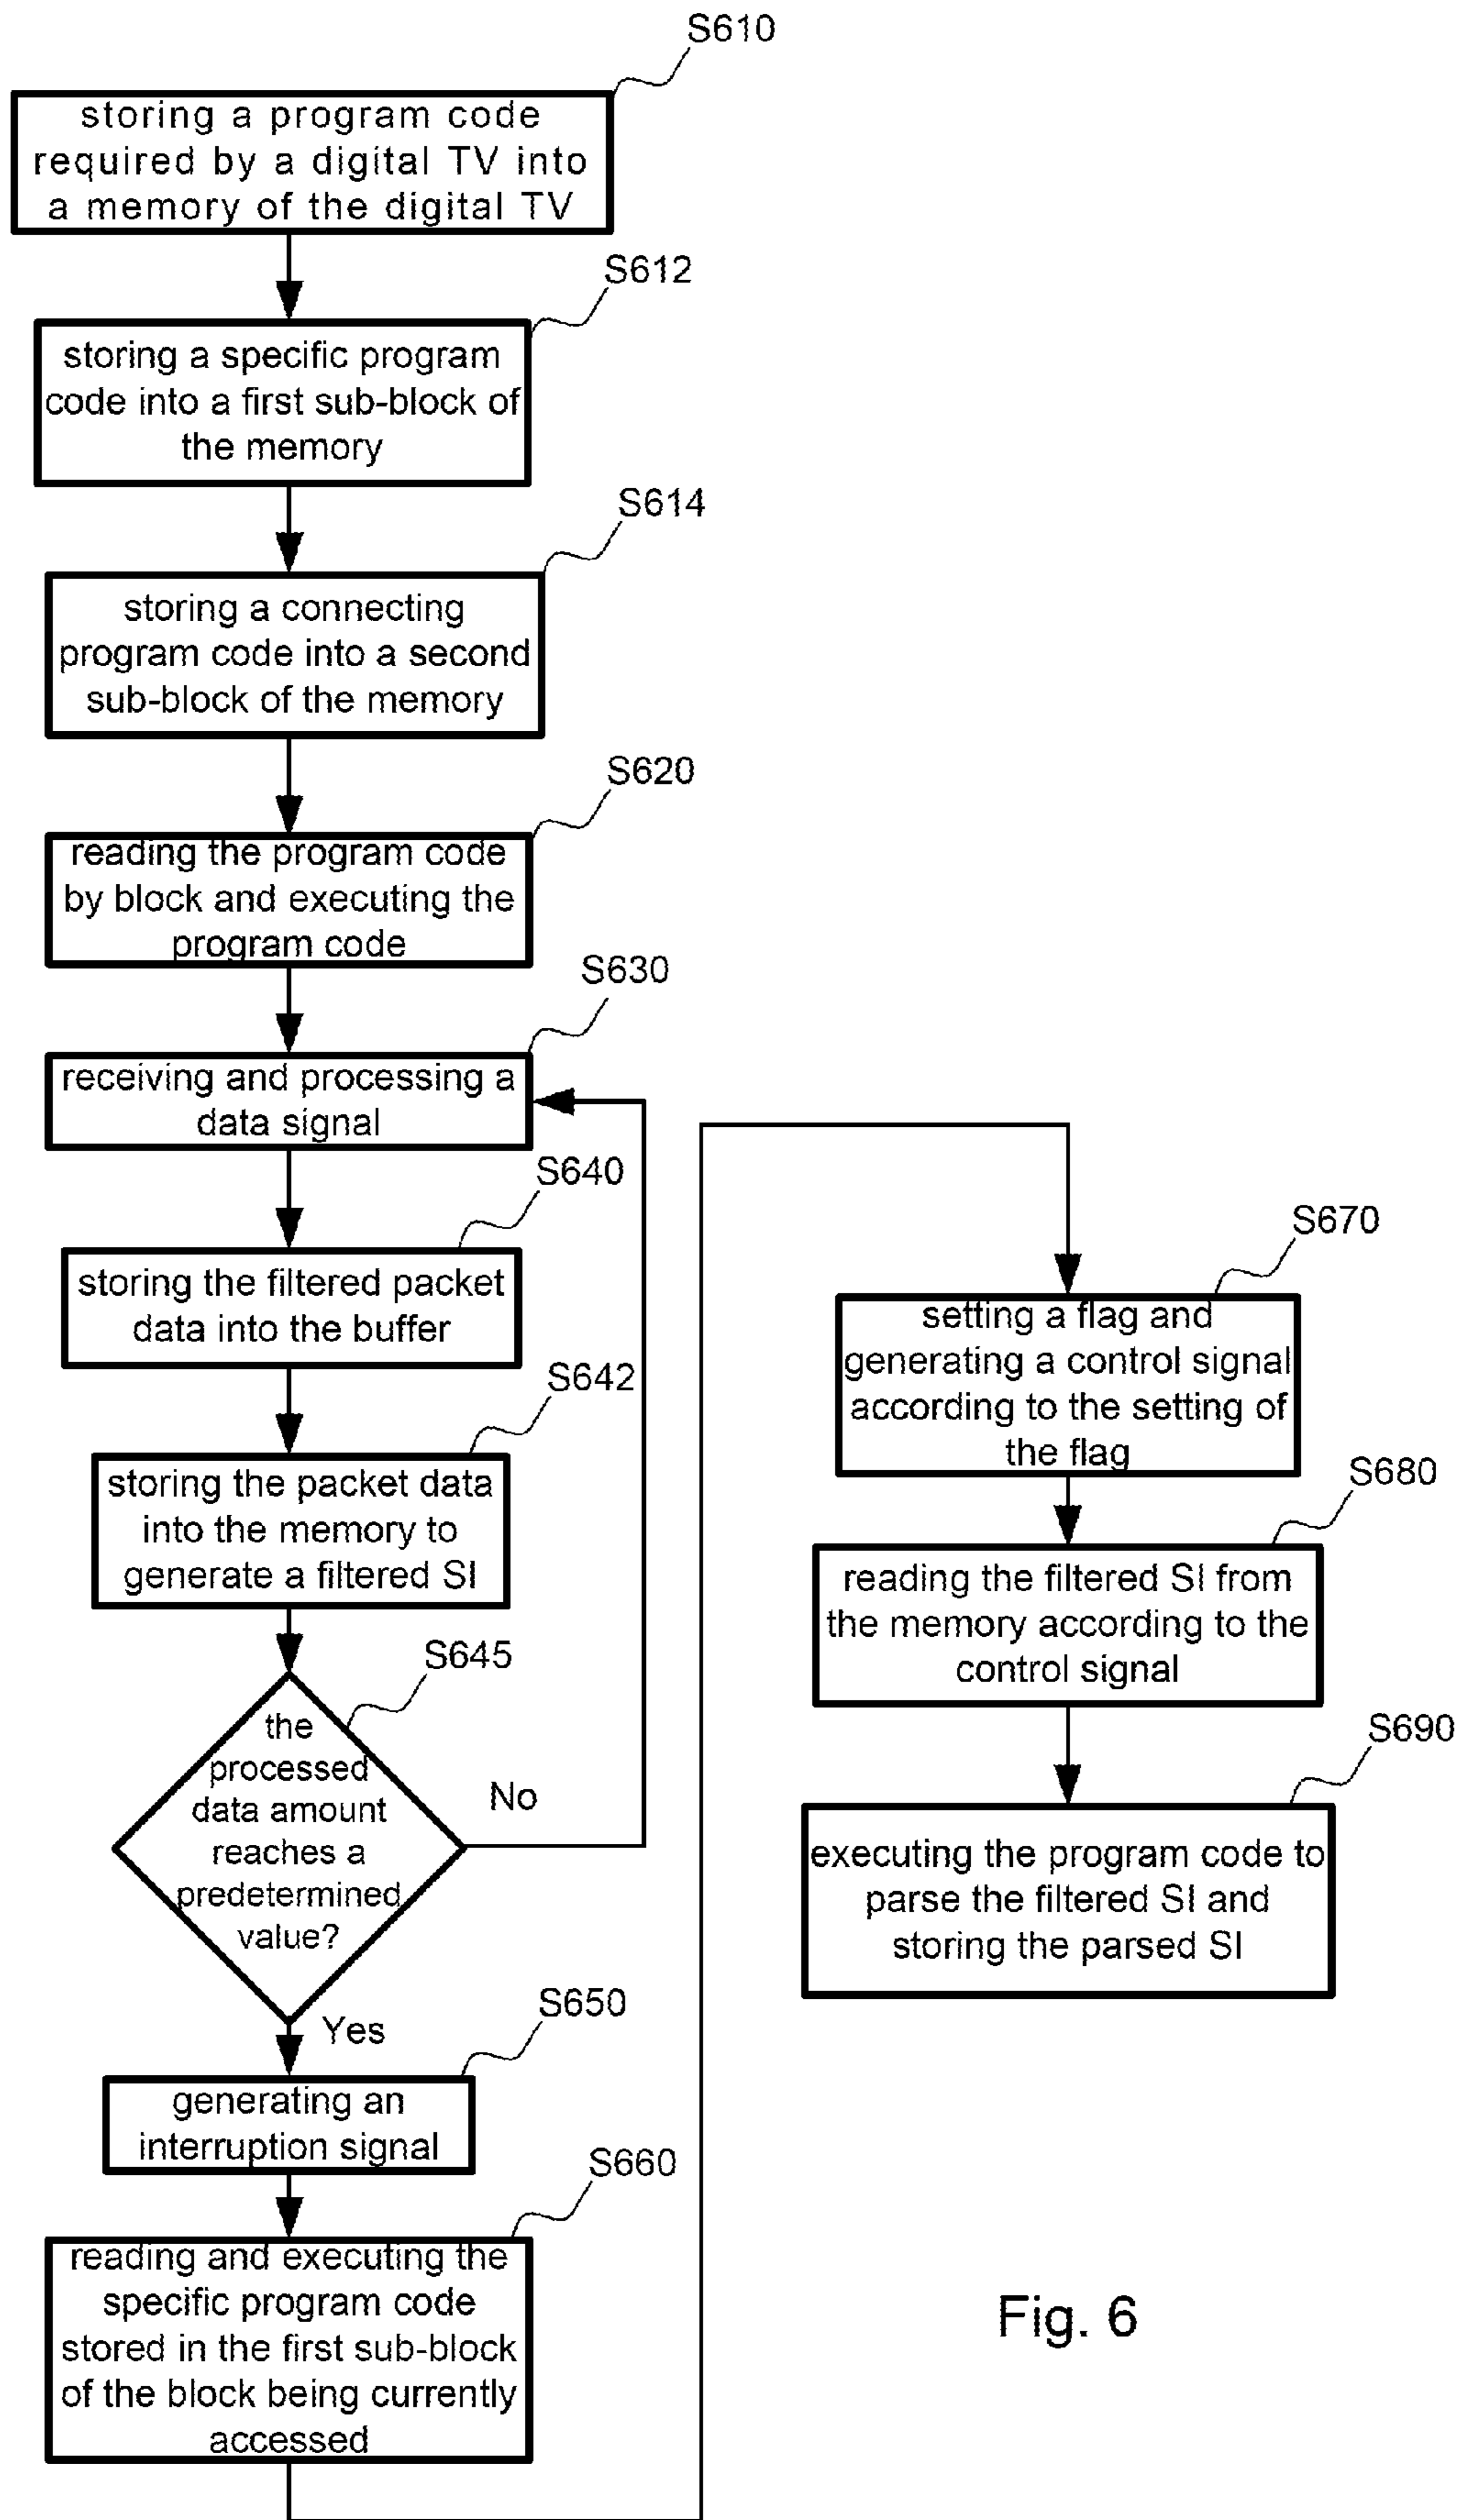 S610
storing a program code
required by a digital TV into
a memory of the digital TV
S612
storing a specific program
code into a first sub-block of
the memory
S614
storing a connecting
program code into a second
sub-block of the memory
S620
reading the program code
by block and executing the
program code
S630
receiving and processing a
data signal
S640
storing the filtered packet
data into the buffer
S642
storing the packet data
into the memory to
generate a filtered SI
S645
the
processed
data amount
reaches a
predetermined
value?
No
Yes
S650
generating an
interruption signal
S660
reading and executing the
specific program code
stored in the first sub-block
of the block being currently
accessed
S670
setting a flag and
generating a control signal
according to the setting of
the flag
S680
reading the filtered SI from
the memory according to the
control signal
S690
executing the program code to
parse the filtered SI and
storing the parsed SI
Fig. 6